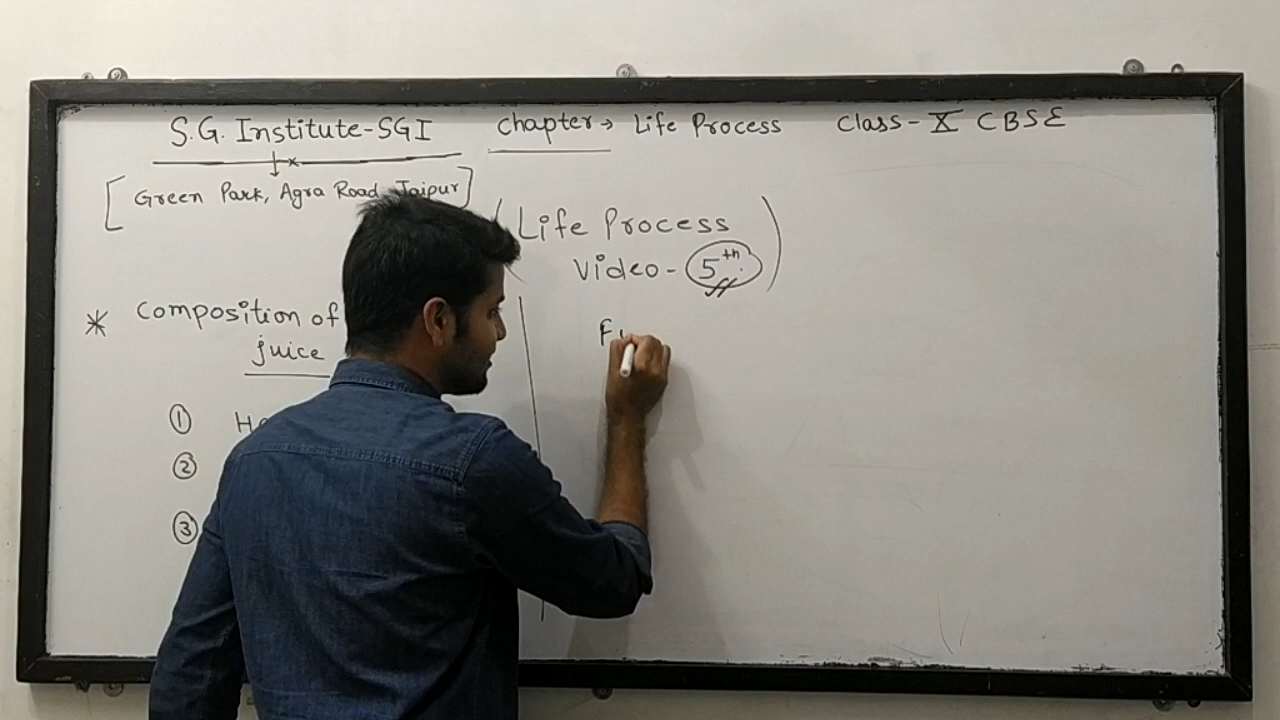 S.G. Institute-SGI chapter→ Life Process Class-X CBSE
[Green Park, Agra Road, Jaipur]
(Life Process
Video-5th)
* Composition of
juice
①
②
③